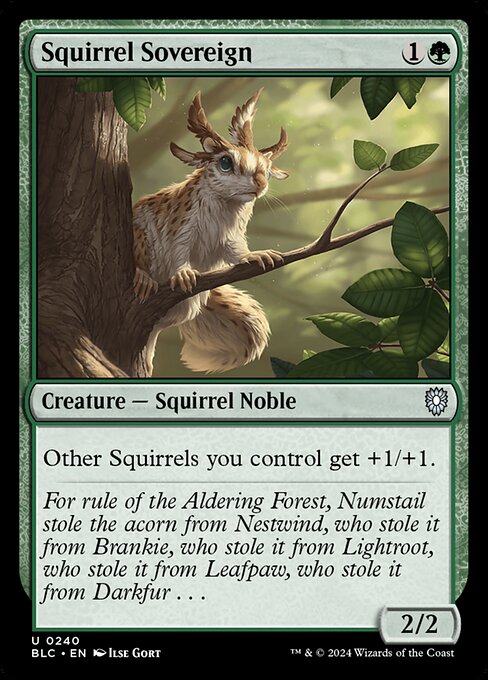 Squirrel Sovereign 1
Creature — Squirrel Noble
Other Squirrels you control get +1/+1.
For rule of the Aldering Forest, Numstail
stole the acorn from Nestwind, who stole it
from Brankie, who stole it from Lightroot,
who stole it from Leafpaw, who stole it
from Darkfur . . .
2/2
U 0240
BLC • EN Ilse Gort ™ & © 2024 Wizards of the Coast